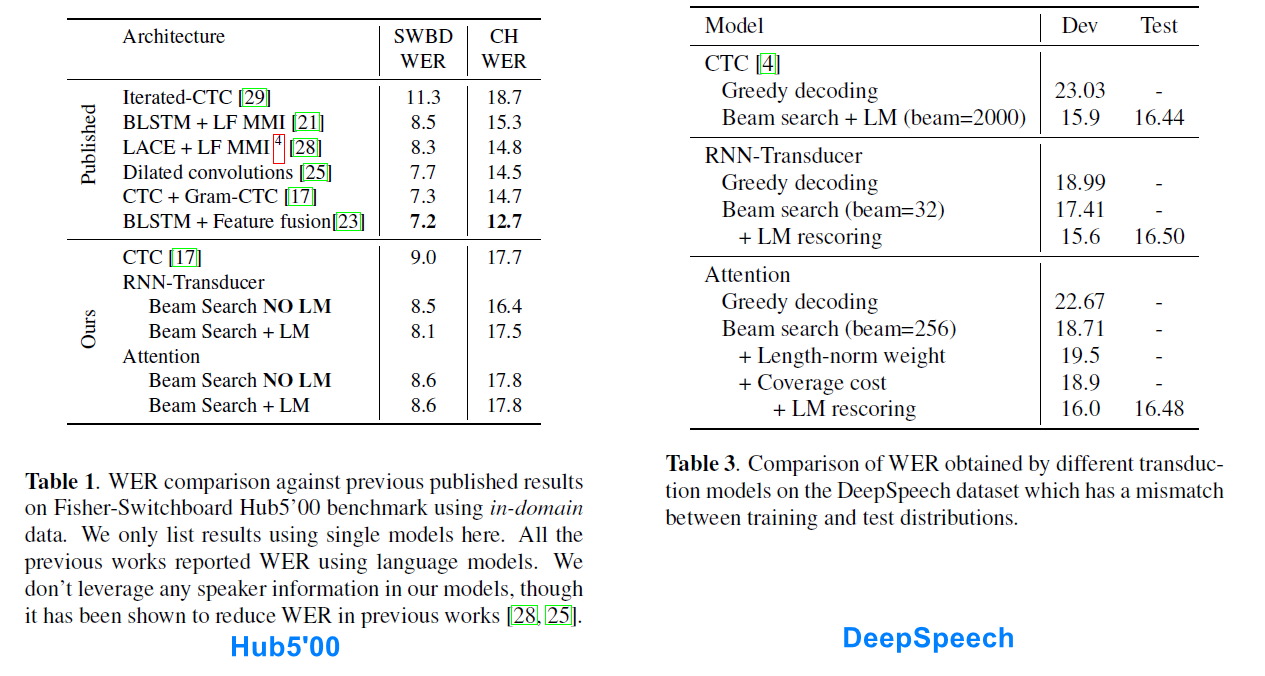 Architecture SWBD CH
WER WER
Published
Iterated-CTC [29] 11.3 18.7
BLSTM + LF MMI [21] 8.5 15.3
LACE + LF MMI 4 [28] 8.3 14.8
Dilated convolutions [25] 7.7 14.5
CTC + Gram-CTC [17] 7.3 14.7
BLSTM + Feature fusion[23] 7.2 12.7
Ours
CTC [17] 9.0 17.7
RNN-Transducer
Beam Search NO LM 8.5 16.4
Beam Search + LM 8.1 17.5
Attention
Beam Search NO LM 8.6 17.8
Beam Search + LM 8.6 17.8
Table 1. WER comparison against previous published results
on Fisher-Switchboard Hub5'00 benchmark using in-domain
data. We only list results using single models here. All the
previous works reported WER using language models. We
don't leverage any speaker information in our models, though
it has been shown to reduce WER in previous works [28, 25].
Hub5'00
Model Dev Test
CTC [4]
Greedy decoding 23.03 -
Beam search + LM (beam=2000) 15.9 16.44
RNN-Transducer
Greedy decoding 18.99 -
Beam search (beam=32) 17.41 -
+ LM rescoring 15.6 16.50
Attention
Greedy decoding 22.67 -
Beam search (beam=256) 18.71 -
+ Length-norm weight 19.5 -
+ Coverage cost 18.9 -
+ LM rescoring 16.0 16.48
Table 3. Comparison of WER obtained by different transduc-
tion models on the DeepSpeech dataset which has a mismatch
between training and test distributions.
DeepSpeech